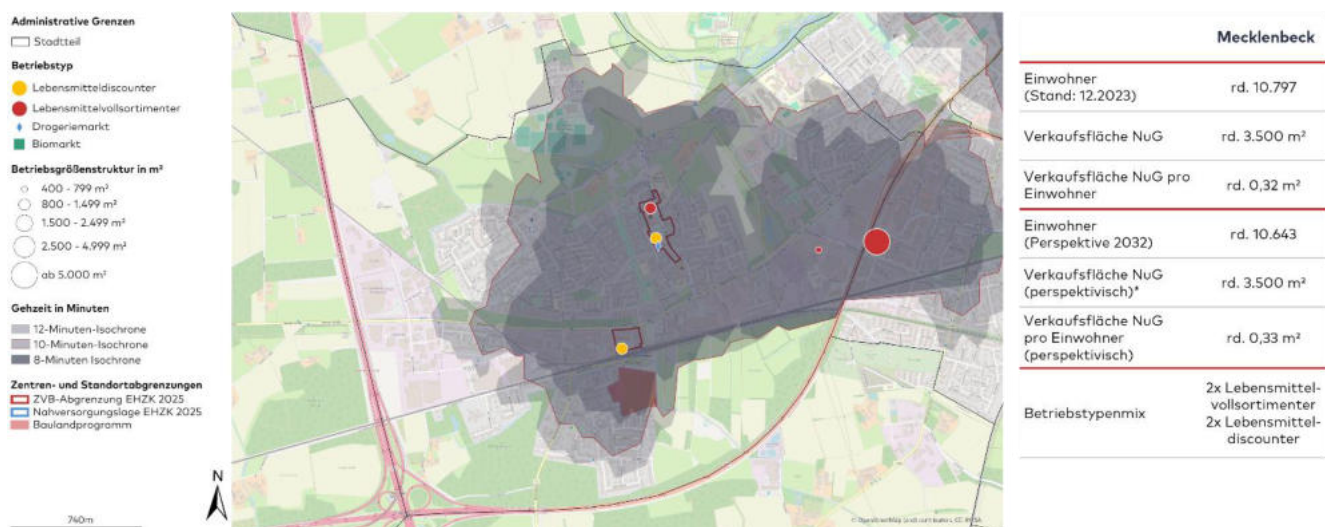 Administrative Grenzen
Stadtteil
Betriebstyp
Lebensmitteldiscounter
Lebensmittelvollsortimenter
Drogeriemarkt
Biomarkt
Betriebsgrößenstruktur in m²
400 - 799 m²
800 - 1.499 m²
1.500 - 2.499 m²
2.500 - 4.999 m²
ab 5.000 m²
Gehzeit in Minuten
12-Minuten-Isochrone
10-Minuten-Isochrone
8-Minuten Isochrone
Zentren- und Standortabgrenzungen
ZVB-Abgrenzung EHZK 2025
Nahversorgungslage EHZK 2025
Baulandprogramm
N
740m
Mecklenbeck
Einwohner
(Stand: 12.2023)
rd. 10.797
Verkaufsfläche NuG
rd. 3.500 m²
Verkaufsfläche NuG pro
Einwohner
rd. 0,32 m²
Einwohner
(Perspektive 2032)
rd. 10.643
Verkaufsfläche NuG
(perspektivisch)*
rd. 3.500 m²
Verkaufsfläche NuG
pro Einwohner
(perspektivisch)
rd. 0,33 m²
Betriebstypenmix
2x Lebensmittel-
vollsortimenter
2x Lebensmittel-
discounter